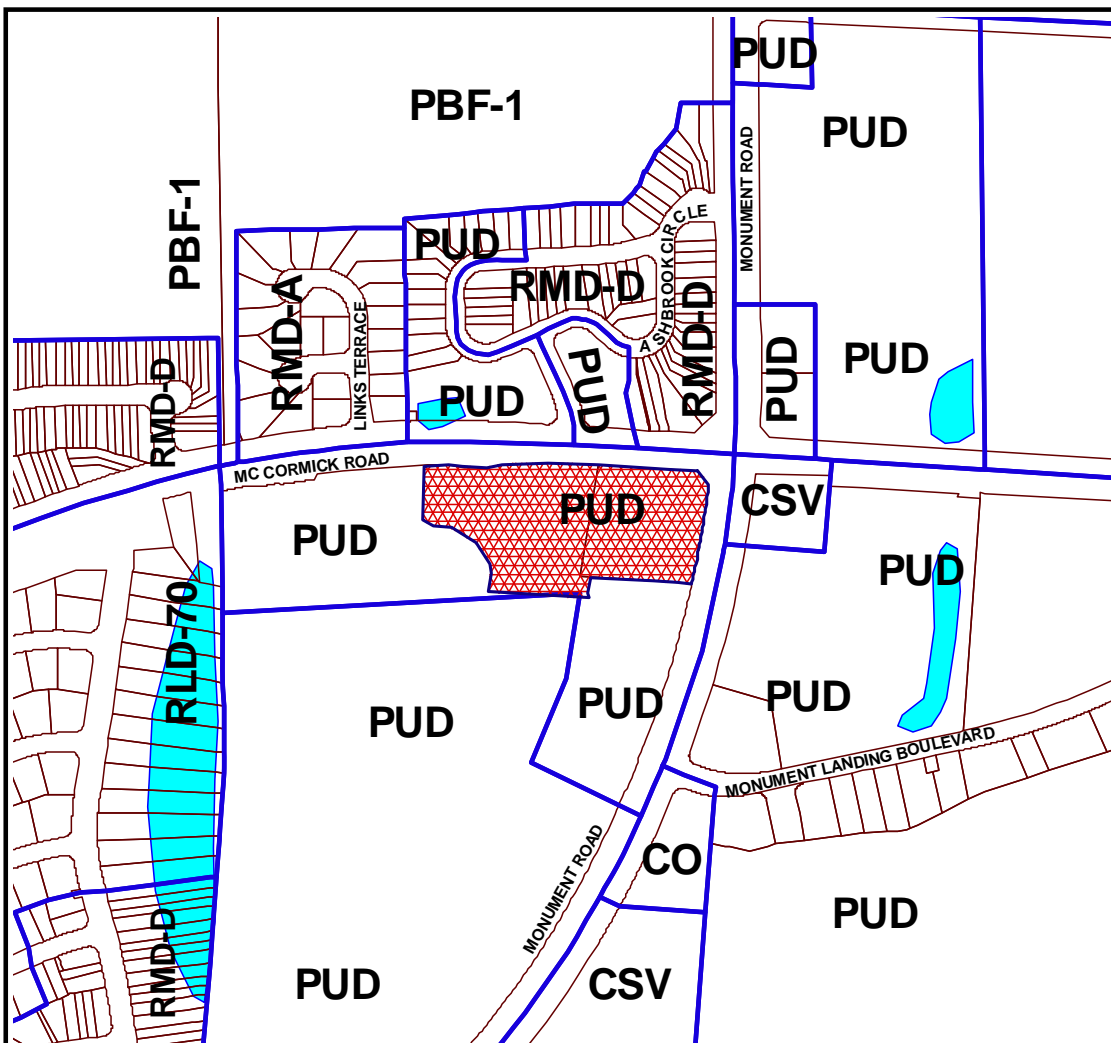 PUD
PBF-1
PUD
MONUMENT ROAD
PBF-1
ASHBROOK CIRCLE
PUD
RMD-D
RMD-A
RMD-D
LINKS TERRACE
PUD
PUD
PUD
PUD
PUD
RMD-D
MC CORMICK ROAD
PUD
CSV
PUD
PUD
RLD-70
PUD
PUD
PUD
MONUMENT LANDING BOULEVARD
MONUMENT ROAD
CO
PUD
RMD-D
PUD
CSV